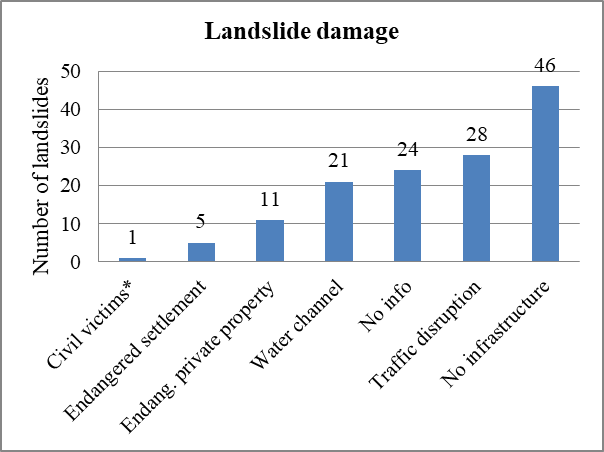 Landslide damage
Number of landslides
50
40
30
20
10
0
1
5
11
21
24
28
46
Civil victims*
Endangered settlement
Endang. private property
Water channel
No info
Traffic disruption
No infrastructure